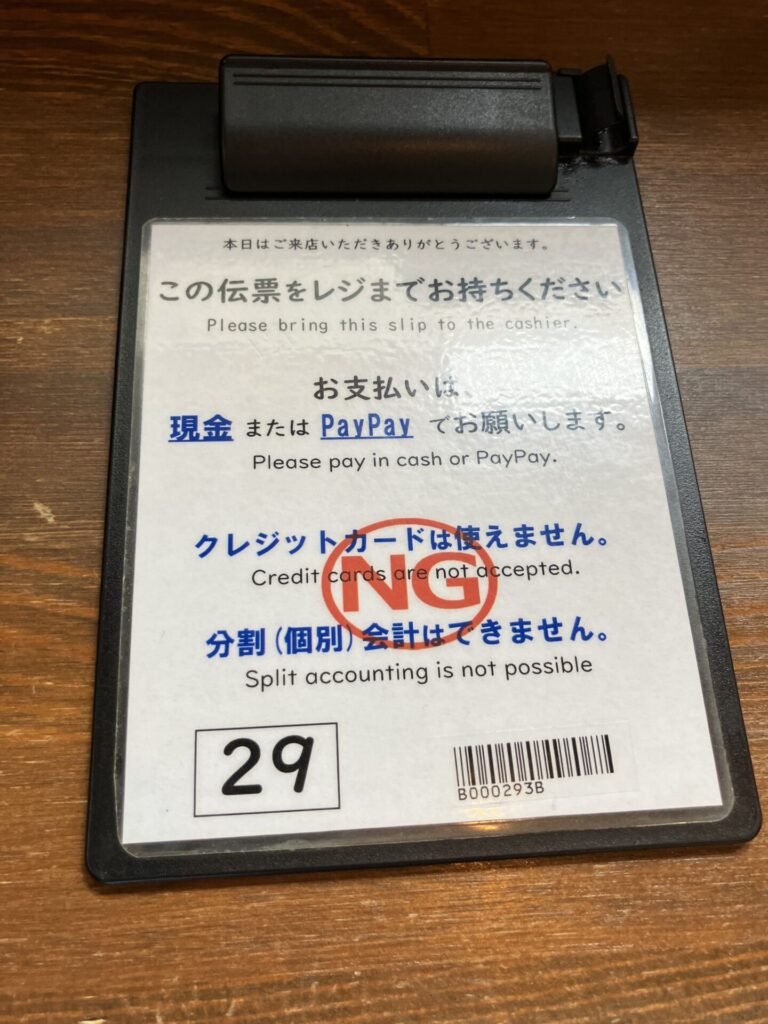 本日はご来店いただきありがとうございます。
この伝票をレジまでお持ちください
Please bring this slip to the cashier.
お支払いは、
現金 または PayPay でお願いします。
Please pay in cash or PayPay.
クレジットカードは使えません。
Credit cards are not accepted.
NG
分割(個別)会計はできません。
Split accounting is not possible
29
B000293B